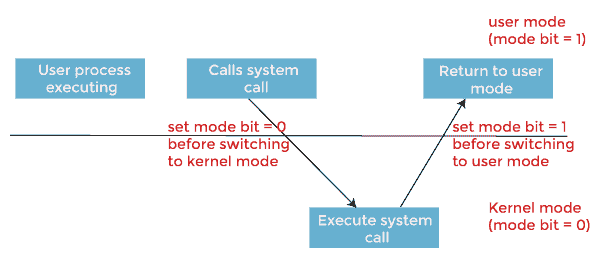 user mode
(mode bit = 1)
User process
executing
Calls system
call
Return to user
mode
set mode bit = 0
before switching
to kernel mode
set mode bit = 1
before switching
to user mode
Execute system
call
Kernel mode
(mode bit = 0)